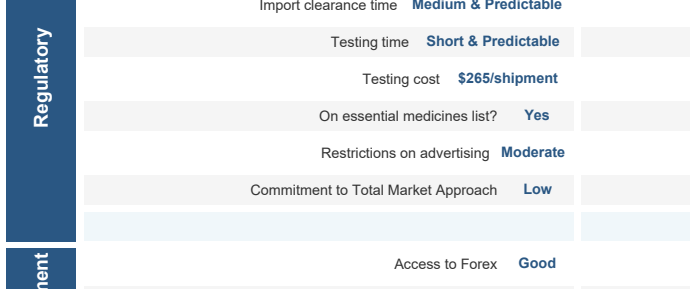 Import clearance time Medium & Predictable
Regulatory
Testing time Short & Predictable
Testing cost $265/shipment
On essential medicines list? Yes
Restrictions on advertising Moderate
Commitment to Total Market Approach Low
Access to Forex Good